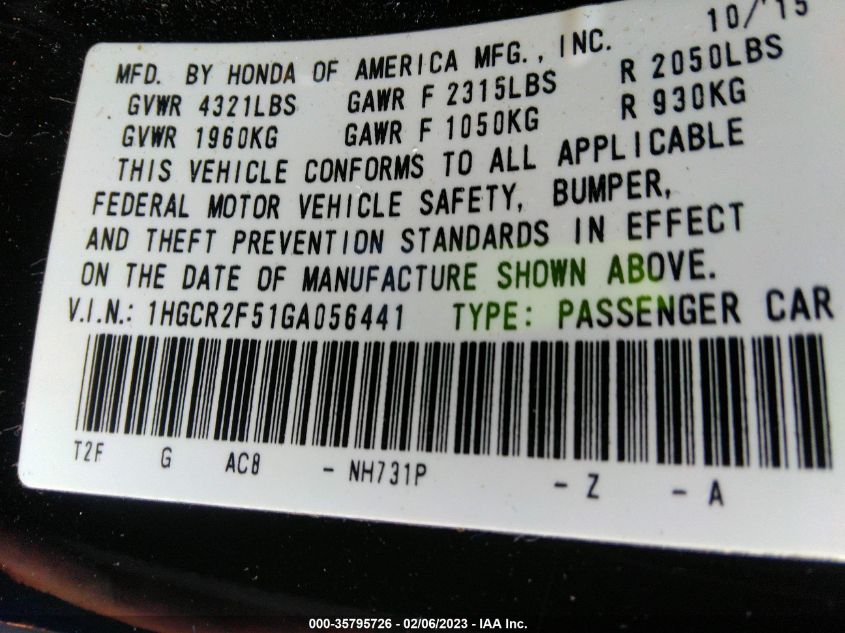 10/'15
MFD. BY HONDA OF AMERICA MFG., INC.
GVWR 4321LBS GAWR F 2315LBS R 2050LBS
GVWR 1960KG GAWR F 1050KG R 930KG
THIS VEHICLE CONFORMS TO ALL APPLICABLE
FEDERAL MOTOR VEHICLE SAFETY, BUMPER,
AND THEFT PREVENTION STANDARDS IN EFFECT
ON THE DATE OF MANUFACTURE SHOWN ABOVE.
V.I.N.: 1HGCR2F51GA056441 TYPE: PASSENGER CAR
T2F G AC8 - NH731P - Z - A
000-35795726 - 02/06/2023 - IAA Inc.